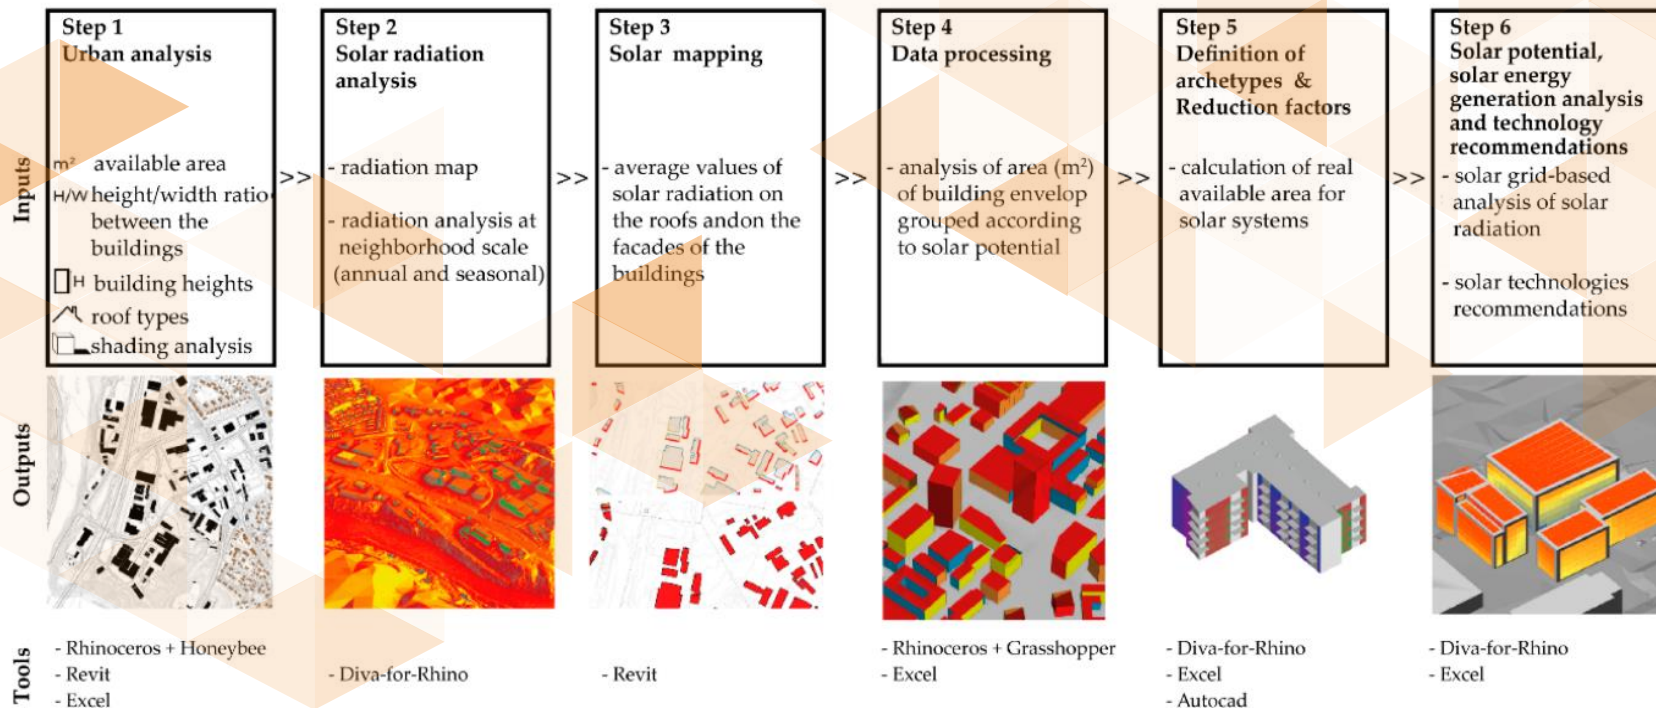 Inputs
Outputs
Tools
Step 1
Urban analysis
m² available area
H/W height/width ratio
between the
buildings
H building heights
roof types
shading analysis
>>
Step 2
Solar radiation
analysis
- radiation map
- radiation analysis at
neighborhood scale
(annual and seasonal)
>>
Step 3
Solar mapping
- average values of
solar radiation on
the roofs andon the
facades of the
buildings
>>
Step 4
Data processing
- analysis of area (m²)
of building envelop
grouped according
to solar potential
>>
Step 5
Definition of
archetypes &
Reduction factors
- calculation of real
available area for
solar systems
>>
Step 6
Solar potential,
solar energy
generation analysis
and technology
recommendations
- solar grid-based
analysis of solar
radiation
- solar technologies
recommendations
- Rhinoceros + Honeybee
- Revit
- Excel
- Diva-for-Rhino
- Revit
- Rhinoceros + Grasshopper
- Excel
- Diva-for-Rhino
- Excel
- Autocad
- Diva-for-Rhino
- Excel